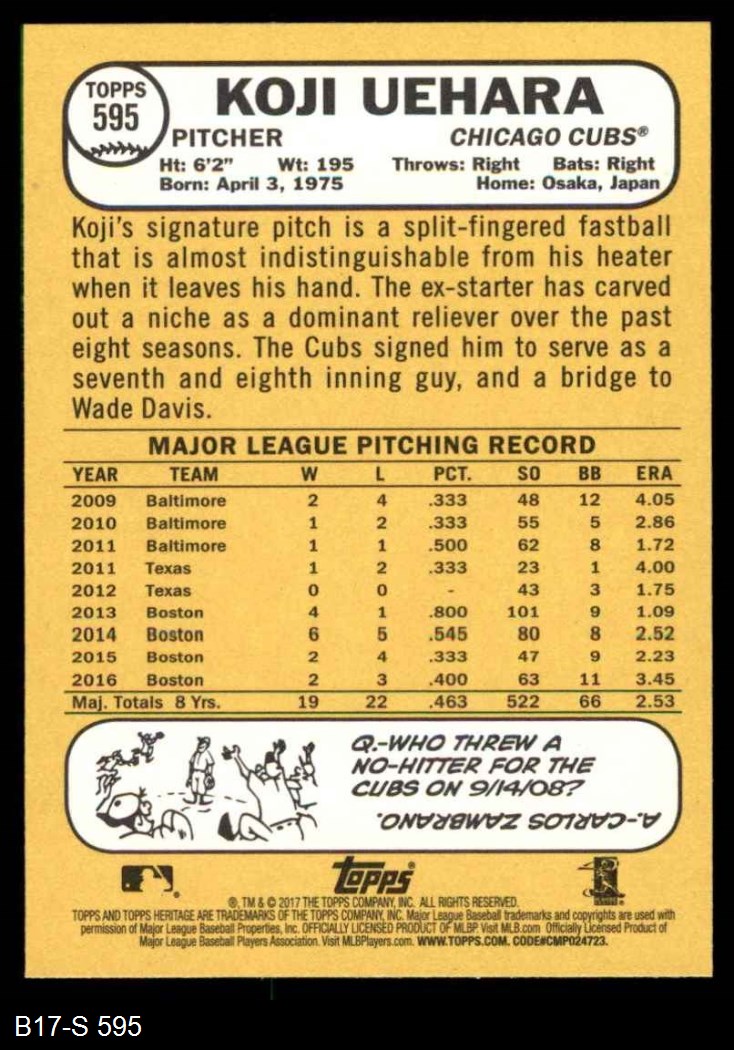 TOPPS
595
KOJI UEHARA
PITCHER CHICAGO CUBS®
Ht: 6'2" Wt: 195 Throws: Right Bats: Right
Born: April 3, 1975 Home: Osaka, Japan
Koji's signature pitch is a split-fingered fastball
that is almost indistinguishable from his heater
when it leaves his hand. The ex-starter has carved
out a niche as a dominant reliever over the past
eight seasons. The Cubs signed him to serve as a
seventh and eighth inning guy, and a bridge to
Wade Davis.
MAJOR LEAGUE PITCHING RECORD
YEAR TEAM W L PCT. SO BB ERA
2009 Baltimore 2 4 .333 48 12 4.05
2010 Baltimore 1 2 .333 55 5 2.86
2011 Baltimore 1 1 .500 62 8 1.72
2011 Texas 1 2 .333 23 1 4.00
2012 Texas 0 0 - 43 3 1.75
2013 Boston 4 1 .800 101 9 1.09
2014 Boston 6 5 .545 80 8 2.52
2015 Boston 2 4 .333 47 9 2.23
2016 Boston 2 3 .400 63 11 3.45
Maj. Totals 8 Yrs. 19 22 .463 522 66 2.53
Q.-WHO THREW A
NO-HITTER FOR THE
CUBS ON 9/14/08?
A.-CARLOS ZAMBRANO.
Topps
®, TM & © 2017 THE TOPPS COMPANY, INC. ALL RIGHTS RESERVED.
TOPPS AND TOPPS HERITAGE ARE TRADEMARKS OF THE TOPPS COMPANY, INC. Major League Baseball trademarks and copyrights are used with
permission of Major League Baseball Properties, Inc. OFFICIALLY LICENSED PRODUCT OF MLBP. Visit MLB.com Officially Licensed Product of
Major League Baseball Players Association. Visit MLBPlayers.com. WWW.TOPPS.COM. CODE#CMP024723.
B17-S 595